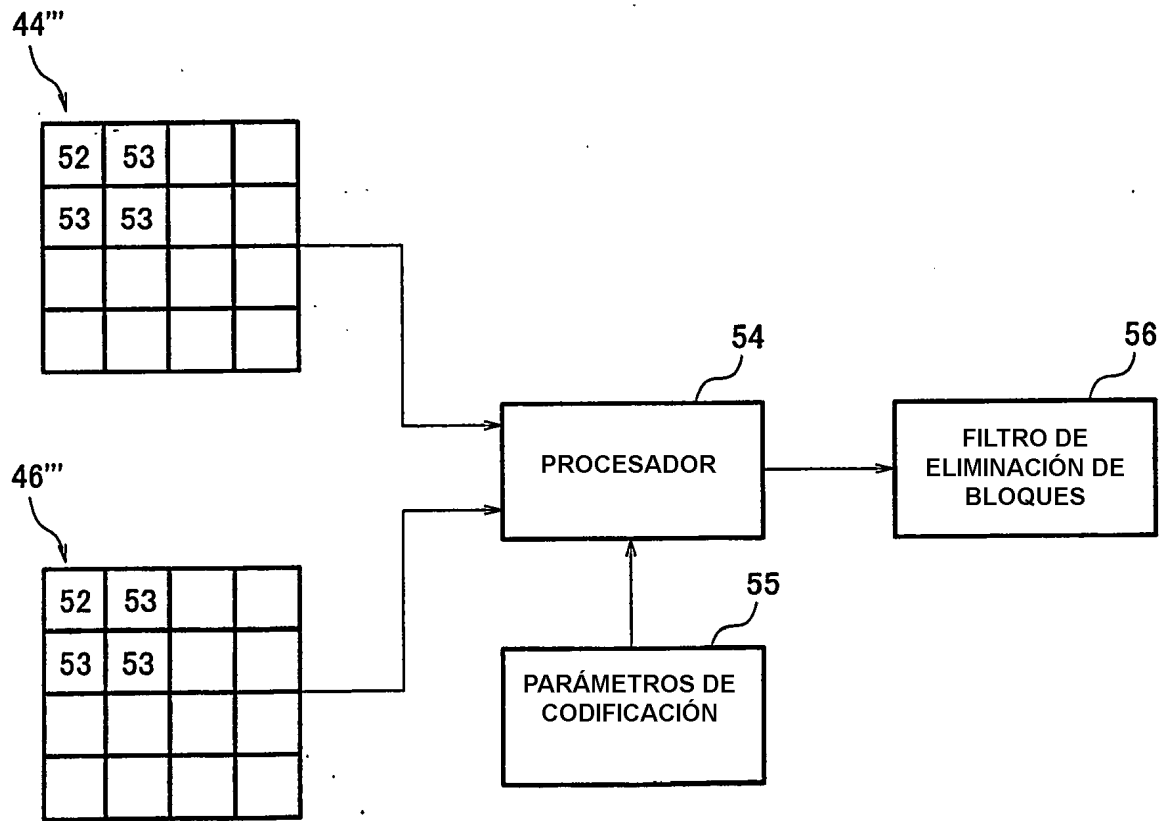 44'''
52 53
53 53
54
PROCESADOR
56
FILTRO DE
ELIMINACIÓN DE
BLOQUES
46'''
52 53
53 53
55
PARÁMETROS DE
CODIFICACIÓN